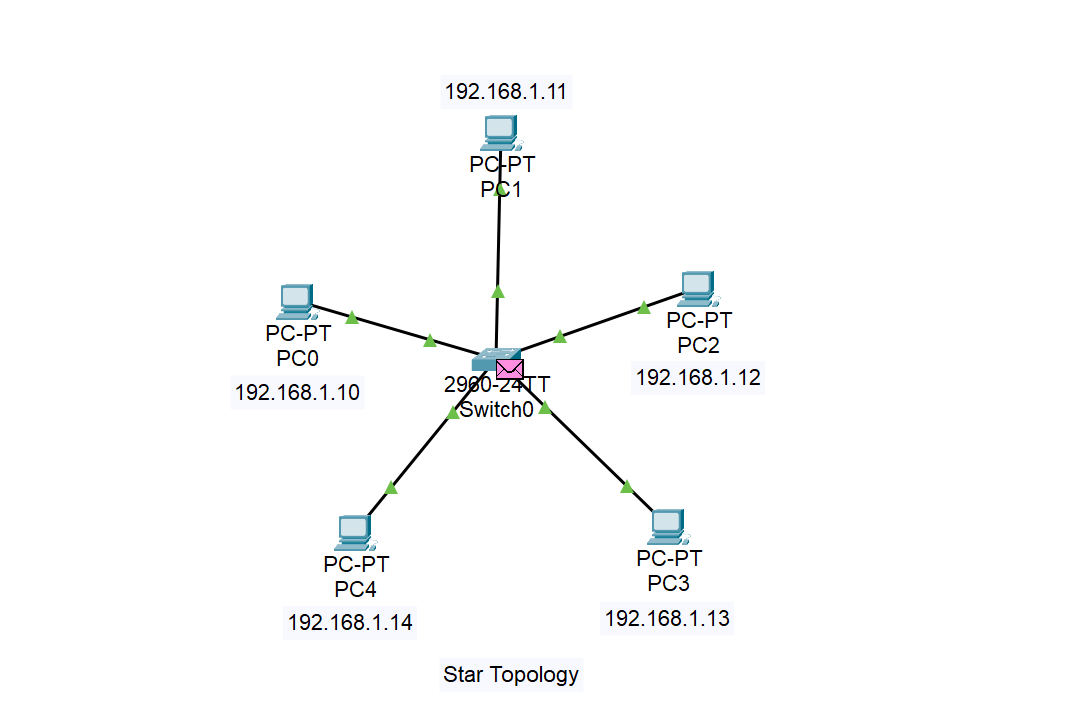 192.168.1.11
PC-PT
PC1
PC-PT
PC0
192.168.1.10
PC-PT
PC2
192.168.1.12
2960-24TT
Switch0
PC-PT
PC4
192.168.1.14
PC-PT
PC3
192.168.1.13
Star Topology